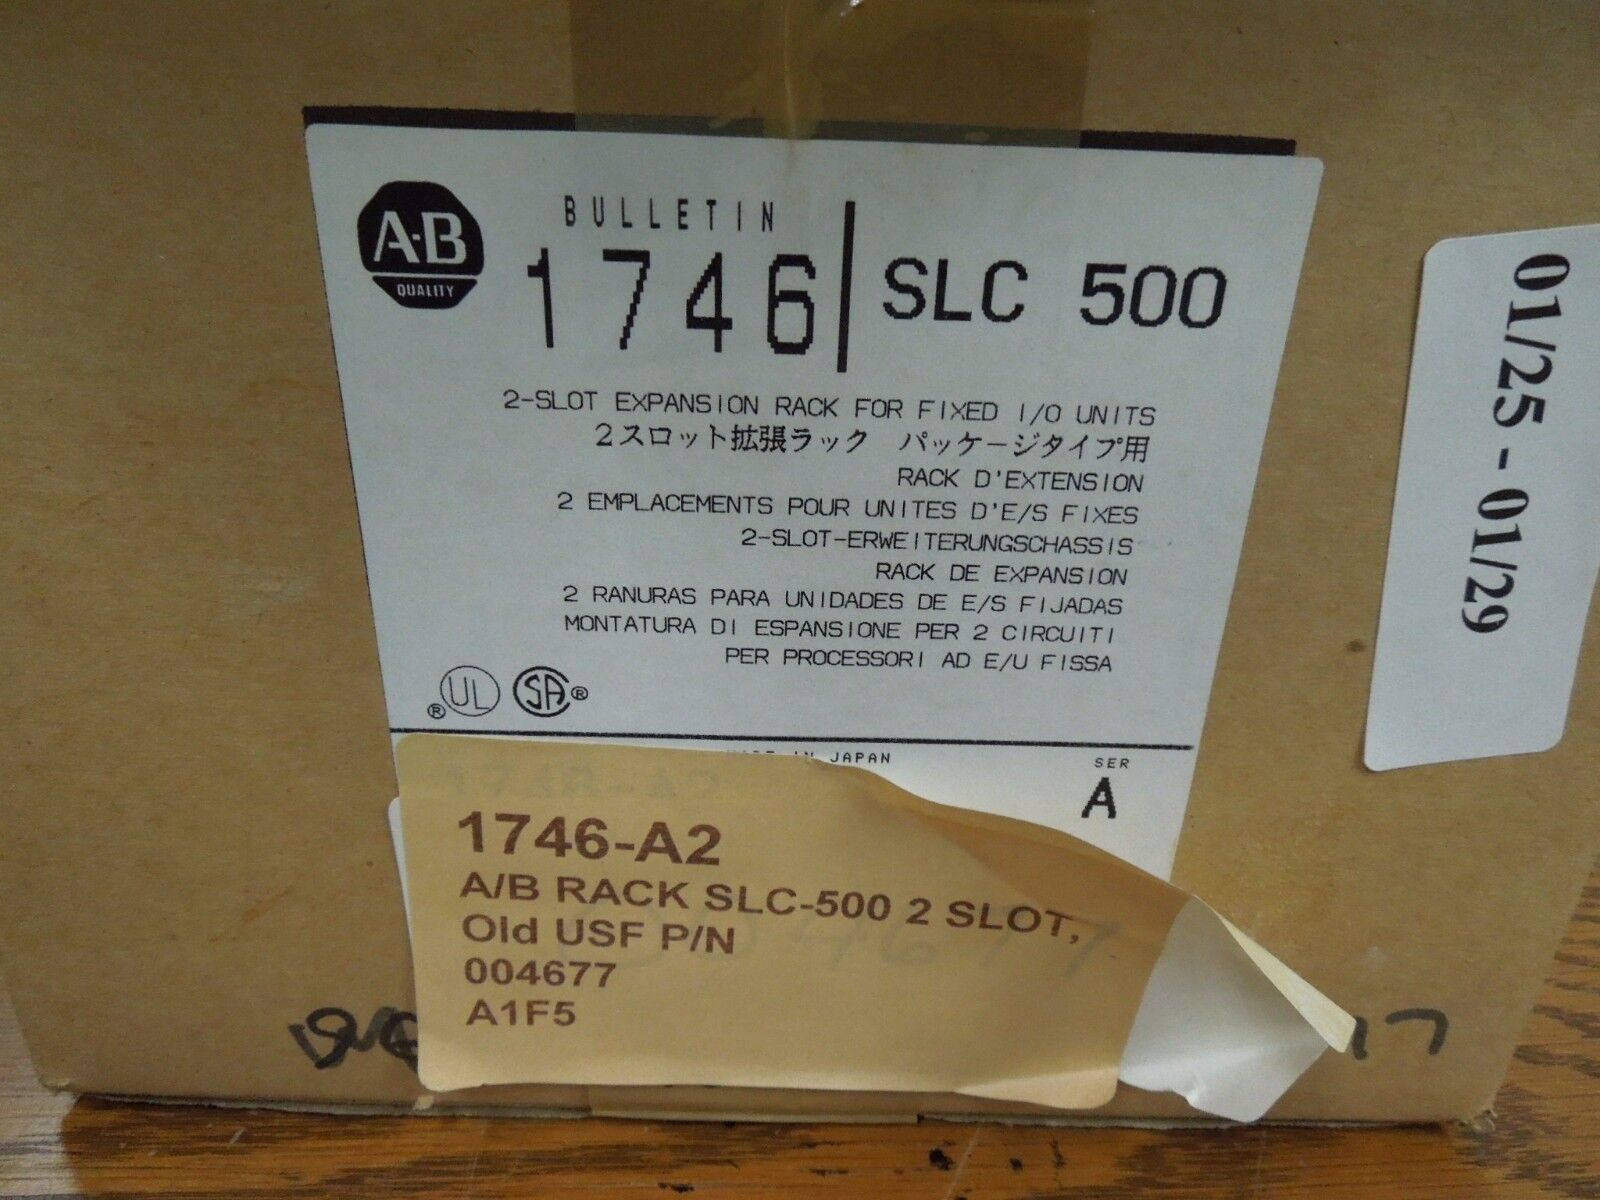 A-B
QUALITY
BULLETIN
1746
SLC 500
2-SLOT EXPANSION RACK FOR FIXED I/O UNITS
2スロット拡張ラック パッケージタイプ用
RACK D'EXTENSION
2 EMPLACEMENTS POUR UNITES D'E/S FIXES
2-SLOT-ERWEITERUNGSCHASSIS
RACK DE EXPANSION
2 RANURAS PARA UNIDADES DE E/S FIJADAS
MONTATURA DI ESPANSIONE PER 2 CIRCUITI
PER PROCESSORI AD E/U FISSA
UL ®
SA ®
MADE IN JAPAN
SER
A
1746-A2
A/B RACK SLC-500 2 SLOT,
Old USF P/N
004677
A1F5
01/25 - 01/29